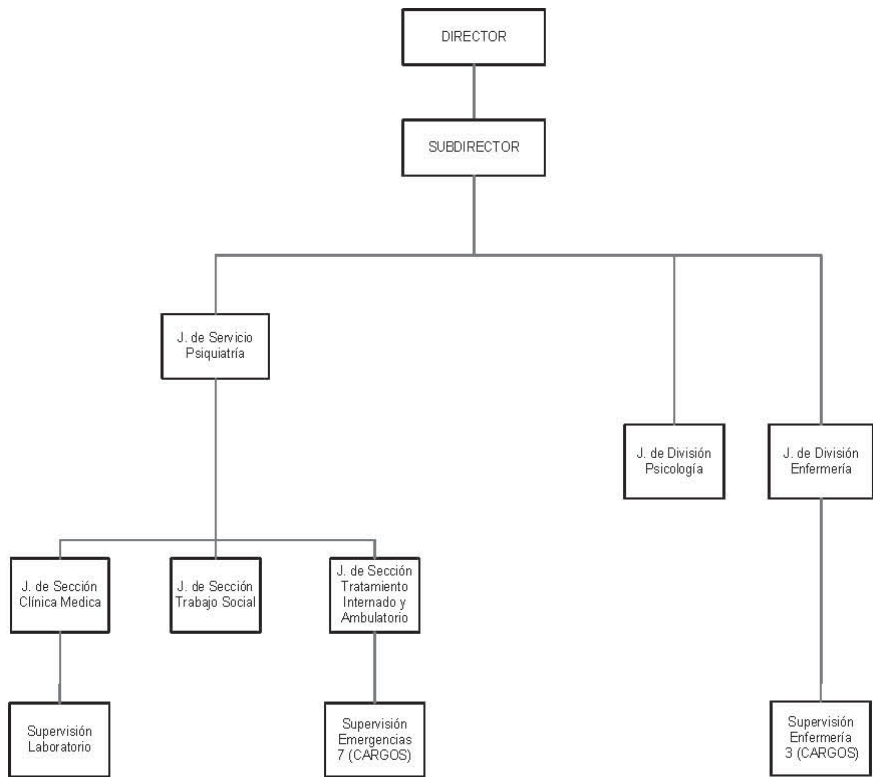 DIRECTOR
SUBDIRECTOR
J. de Servicio
Psiquiatría
J. de División
Psicología
J. de División
Enfermería
J. de Sección
Clínica Medica
J. de Sección
Trabajo Social
J. de Sección
Tratamiento
Internado y
Ambulatorio
Supervisión
Laboratorio
Supervisión
Emergencias
7 (CARGOS)
Supervisión
Enfermería
3 (CARGOS)